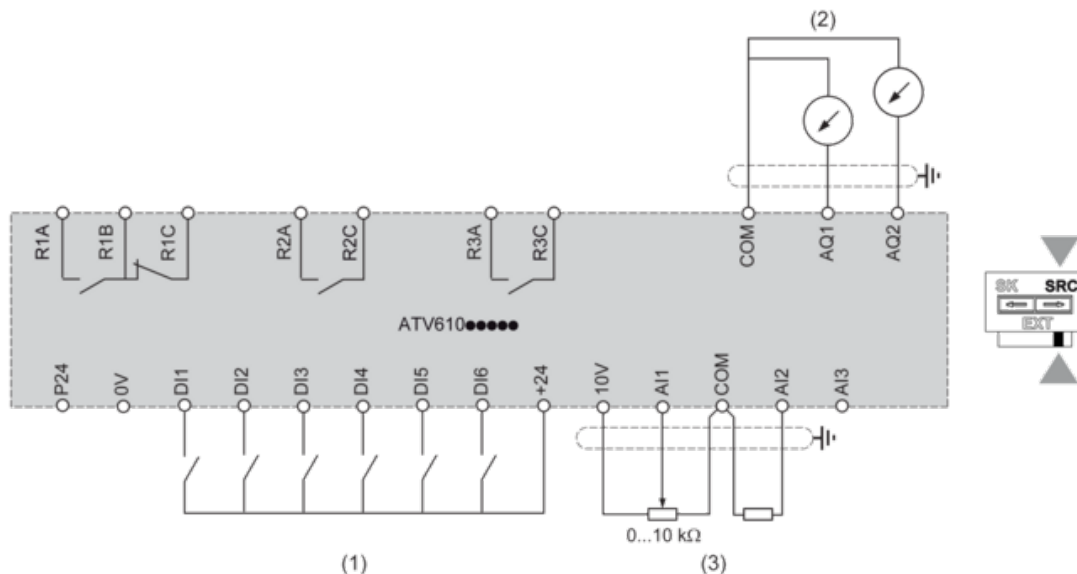 (2)
R1A R1B R1C R2A R2C R3A R3C COM AQ1 AQ2
SK SRC
EXT
ATV610●●●●●
P24 0V DI1 DI2 DI3 DI4 DI5 DI6 +24 10V AI1 COM AI2 AI3
0...10 kΩ
(1) (3)